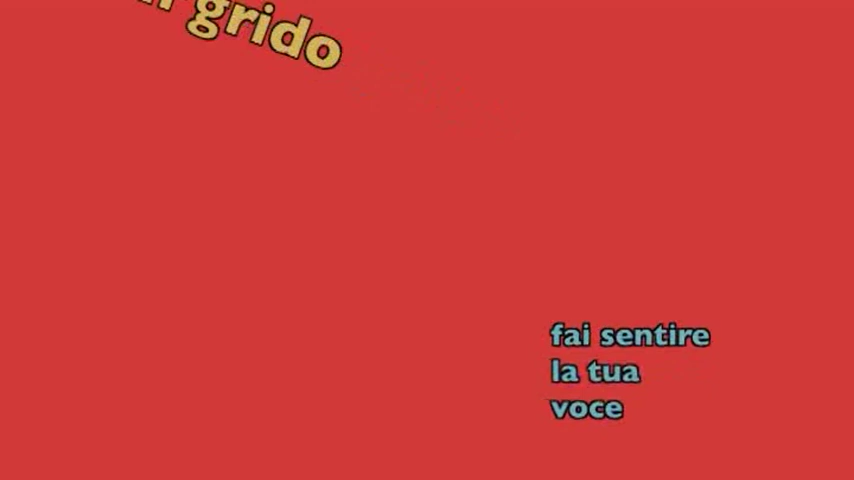 grido
fai sentire
la tua
voce